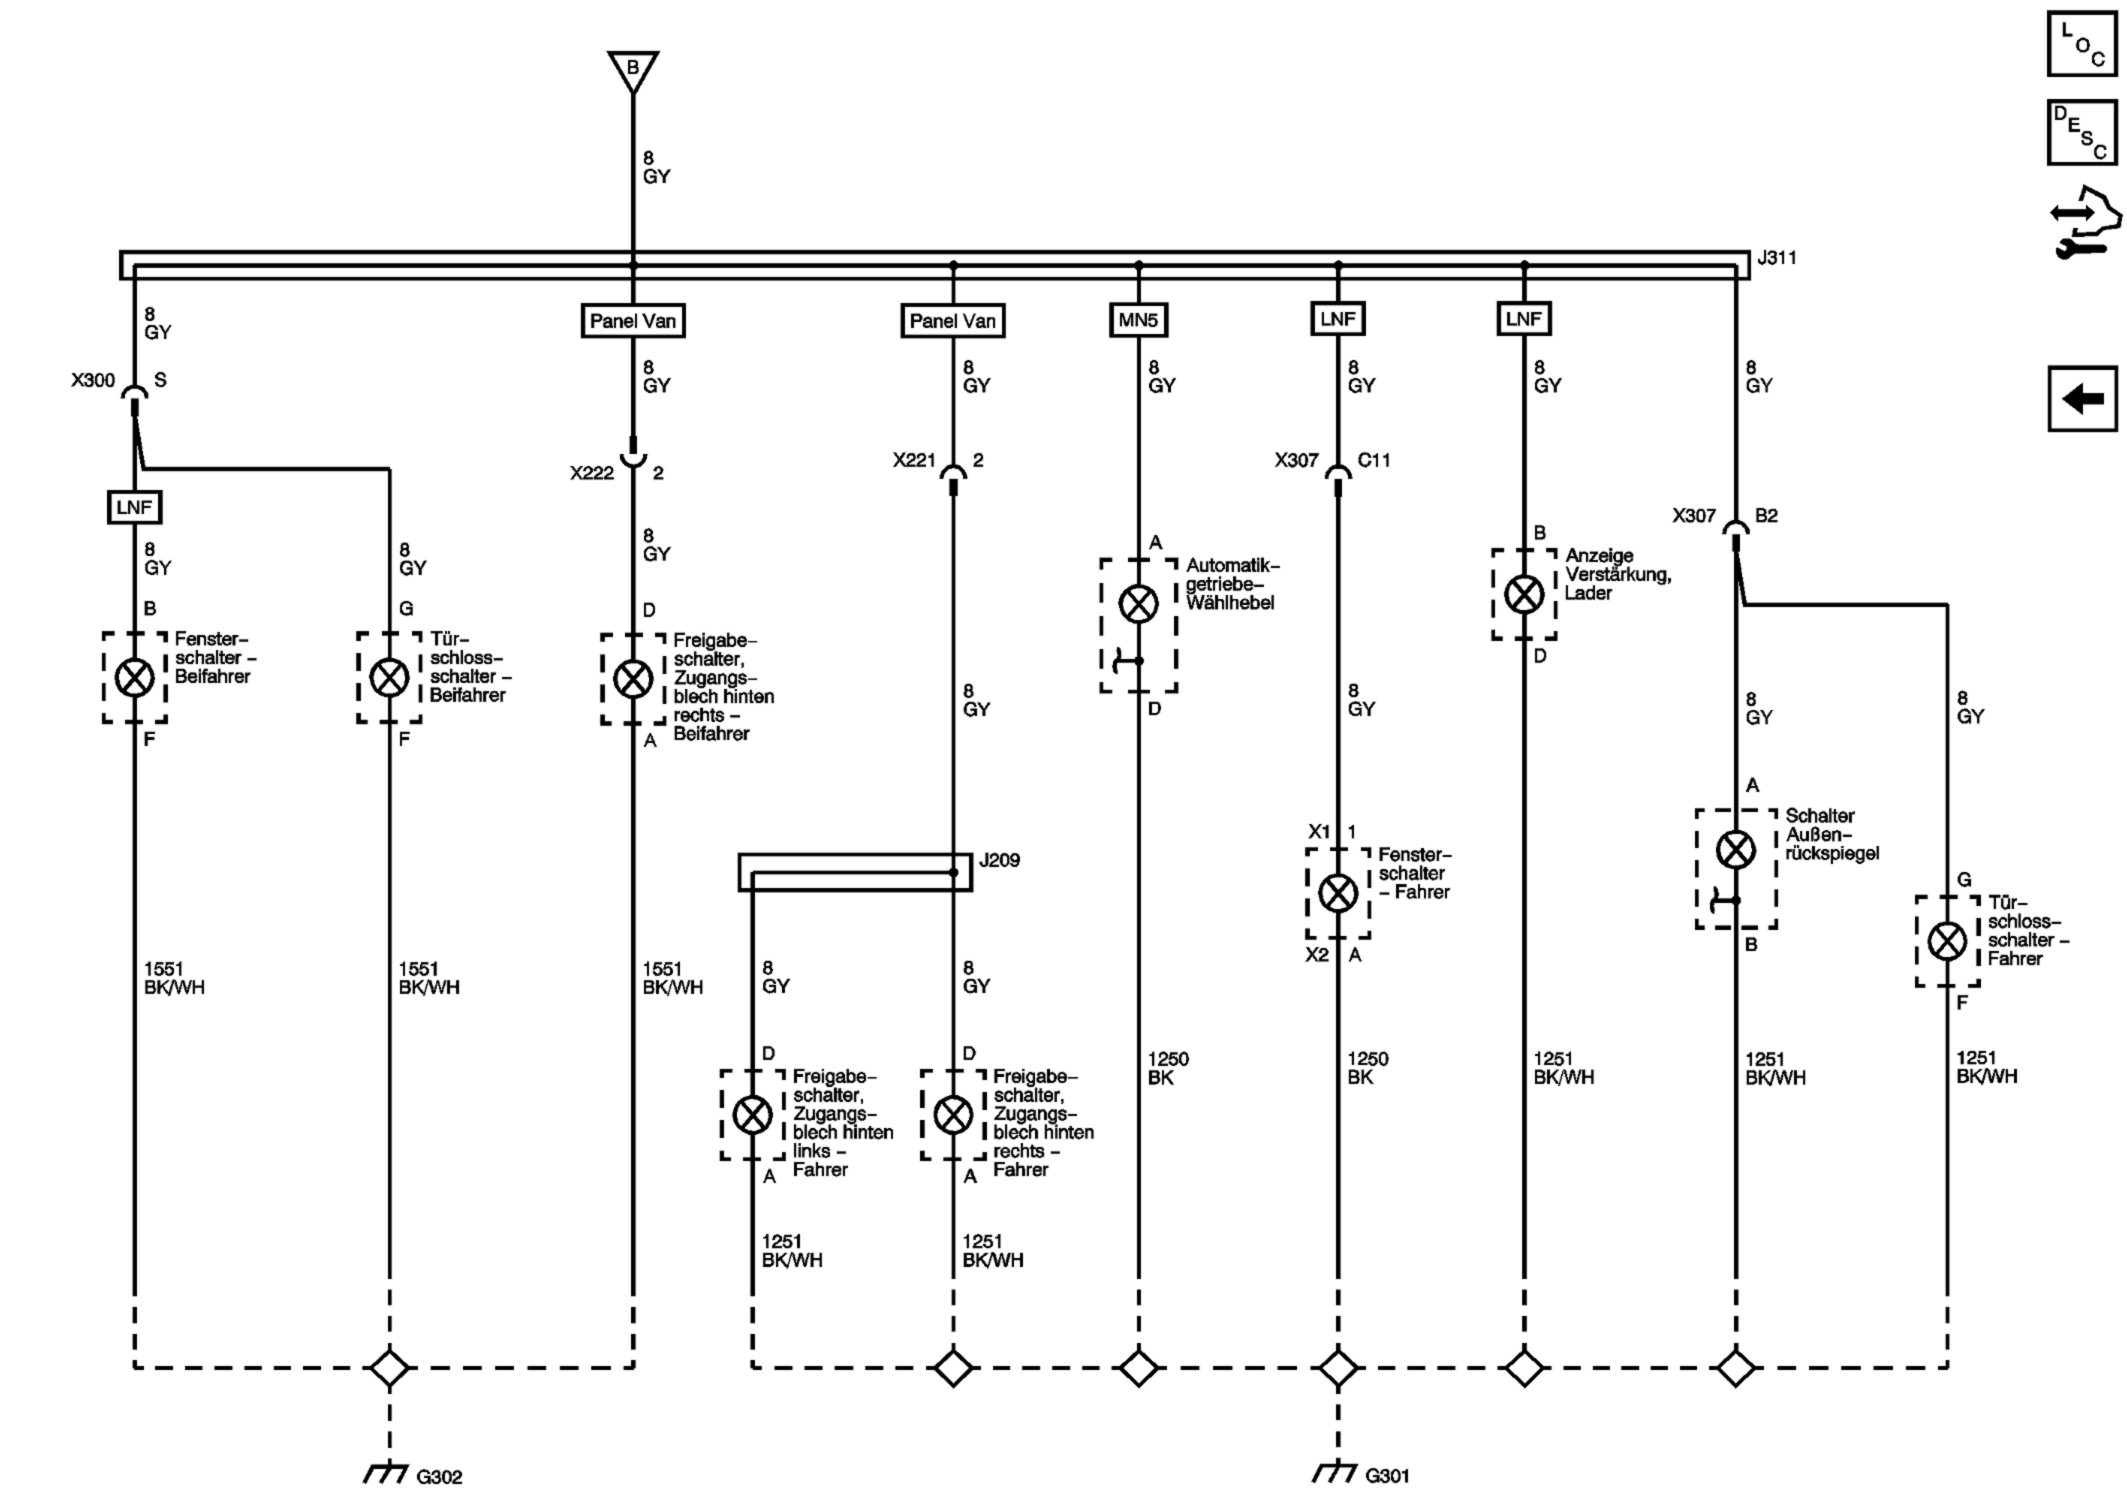 L
O
C
B
D
E
S
C
8
GY
J311
8
GY
Panel Van
Panel Van
MN5
LNF
LNF
8
GY
8
GY
8
GY
8
GY
8
GY
8
GY
X300 S
X222 2
X221 2
X307 C11
X307 B2
LNF
8
GY
8
GY
8
GY
B
G
D
A
B
Fenster–
schalter –
Beifahrer
F
Tür–
schloss–
schalter –
Beifahrer
F
Freigabe–
schalter,
Zugangs–
blech hinten
rechts –
Beifahrer
A
Automatik–
getriebe–
Wählhebel
D
Anzeige
Verstärkung,
Lader
D
8
GY
8
GY
8
GY
8
GY
A
X1 1
Schalter
Außen–
rückspiegel
B
Fenster–
schalter
– Fahrer
X2 A
J209
G
Tür–
schloss–
schalter –
Fahrer
F
1551
BK/WH
1551
BK/WH
1551
BK/WH
8
GY
8
GY
D
D
Freigabe–
schalter,
Zugangs–
blech hinten
links –
Fahrer
A
Freigabe–
schalter,
Zugangs–
blech hinten
rechts –
Fahrer
A
1250
BK
1250
BK
1251
BK/WH
1251
BK/WH
1251
BK/WH
1251
BK/WH
1251
BK/WH
G302
G301